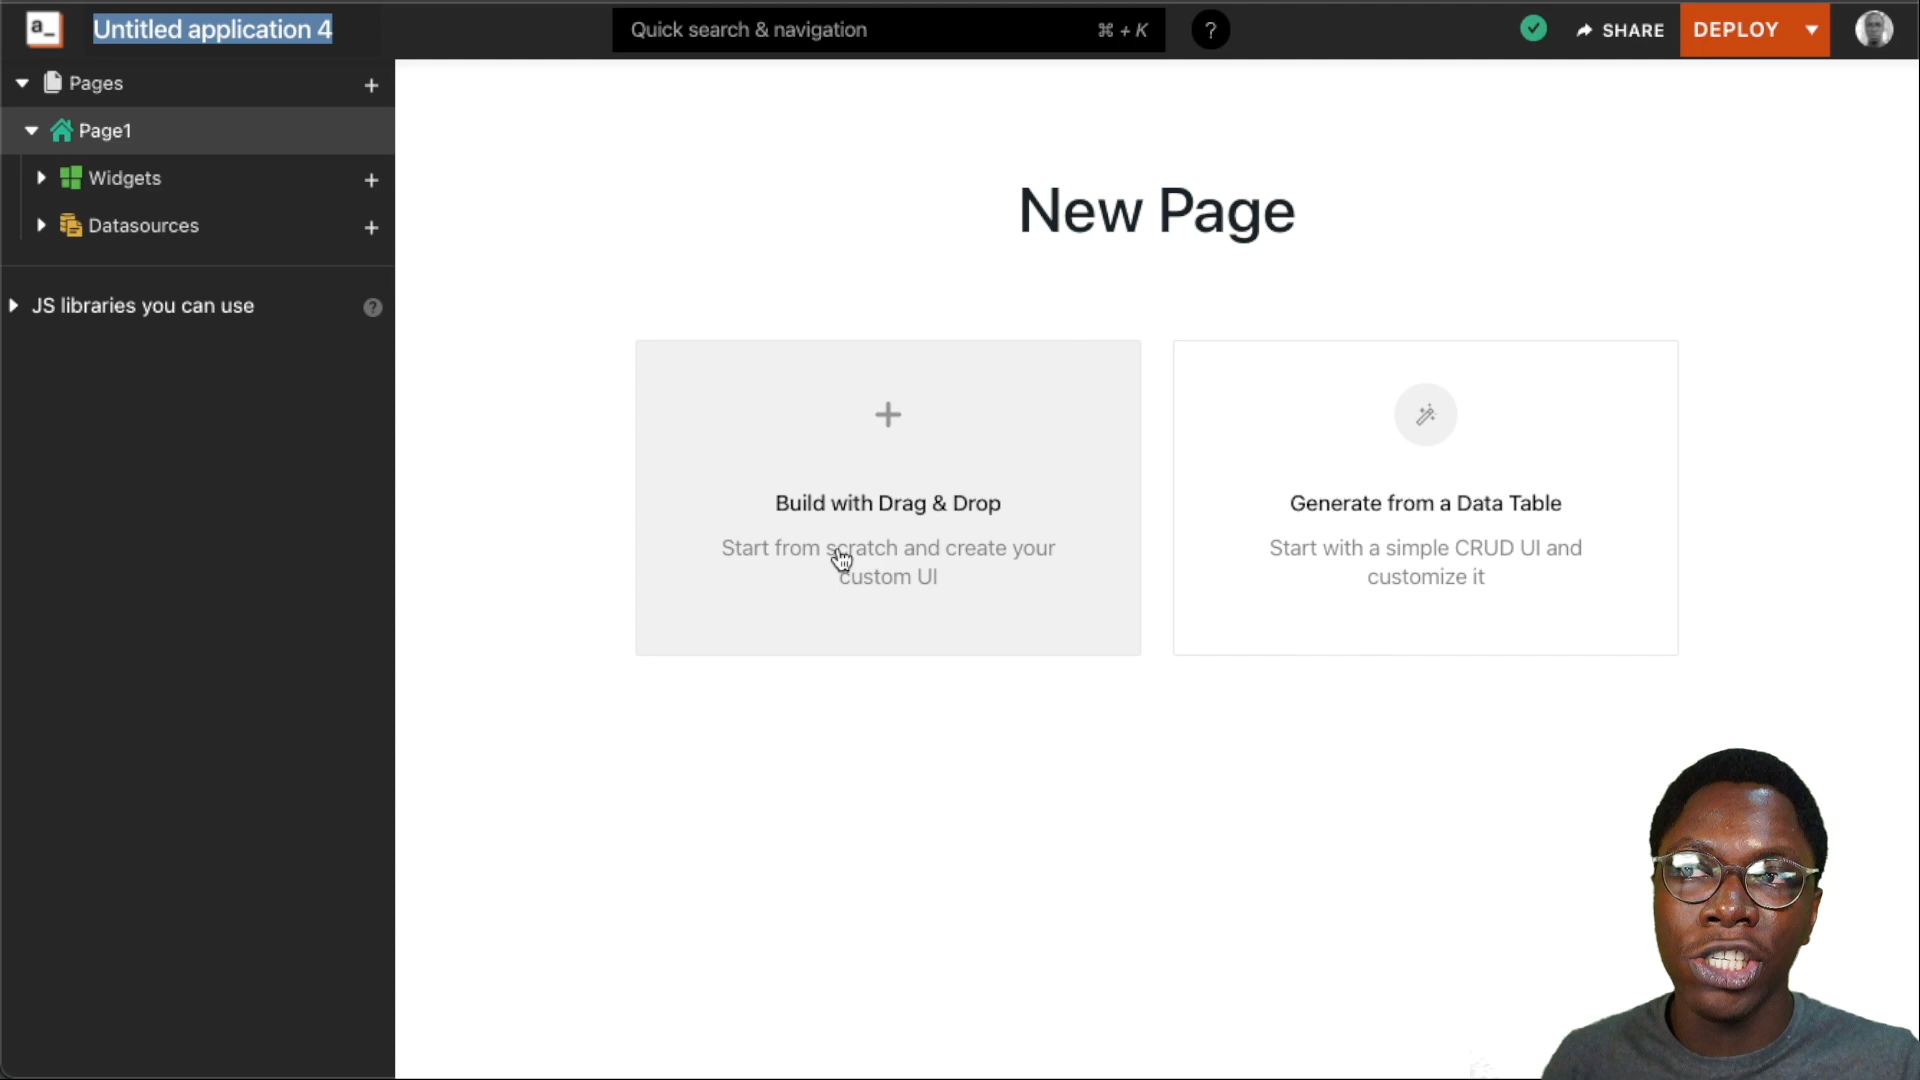 a_
Untitled application 4
Quick search & navigation
⌘ + K
?
SHARE
DEPLOY
Pages
+
Page1
Widgets
+
Datasources
+
JS libraries you can use
?
New Page
Build with Drag & Drop
Start from scratch and create your
custom UI
Generate from a Data Table
Start with a simple CRUD UI and
customize it